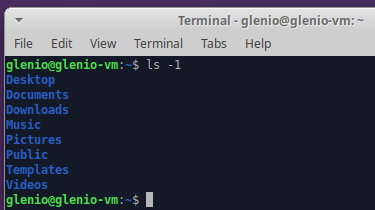 Terminal - glenio@glenio-vm: ~
File Edit View Terminal Tabs Help
glenio@glenio-vm:~$ ls -1
Desktop
Documents
Downloads
Music
Pictures
Public
Templates
Videos
glenio@glenio-vm:~$